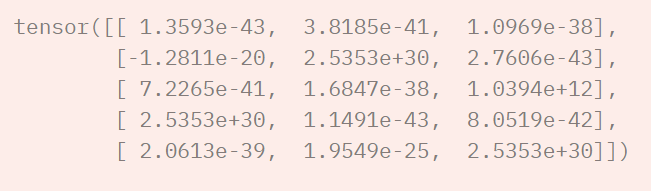 tensor([[ 1.3593e-43,  3.8185e-41,  1.0969e-38],
        [-1.2811e-20,  2.5353e+30,  2.7606e-43],
        [ 7.2265e-41,  1.6847e-38,  1.0394e+12],
        [ 2.5353e+30,  1.1491e-43,  8.0519e-42],
        [ 2.0613e-39,  1.9549e-25,  2.5353e+30]])